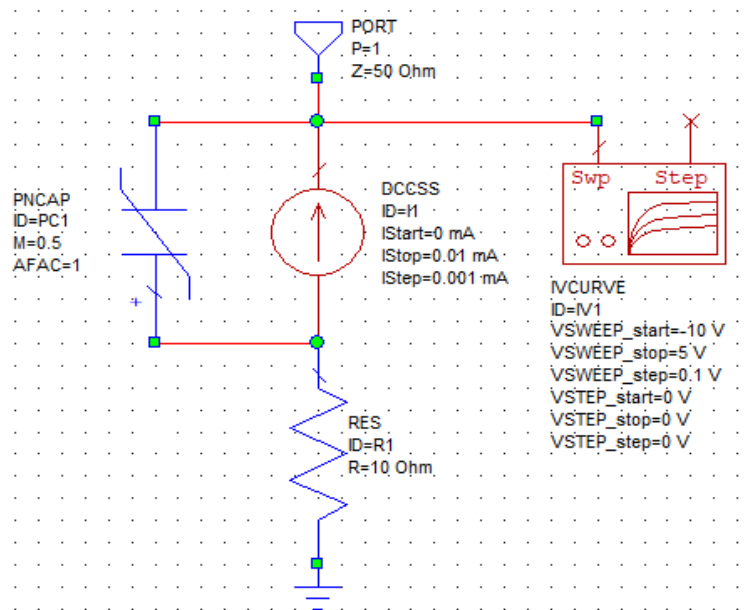 PORT
P=1
Z=50 Ohm
PNCAP
ID=PC1
M=0.5
AFAC=1
DCCSS
ID=I1
IStart=0 mA
IStop=0.01 mA
IStep=0.001 mA
Swp Step
IVCURVE
ID=IV1
VSWEEP_start=-10 V
VSWEEP_stop=5 V
VSWEEP_step=0.1 V
VSTEP_start=0 V
VSTEP_stop=0 V
VSTEP_step=0 V
RES
ID=R1
R=10 Ohm